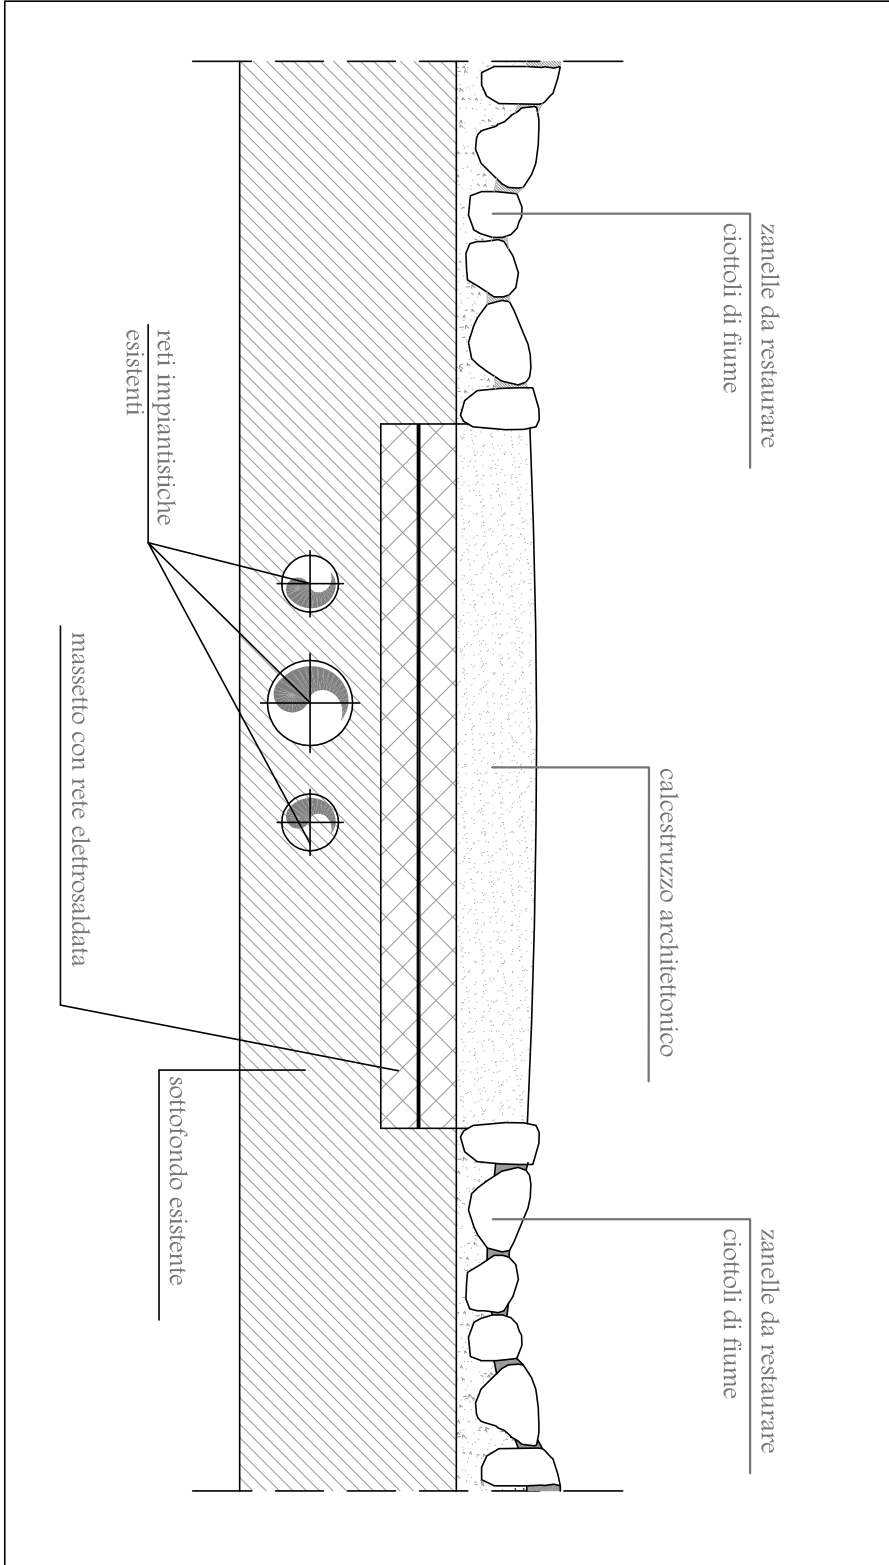 zanelle da restaurare
ciottoli di fiume
calcestruzzo architettonico
zanelle da restaurare
ciottoli di fiume
reti impiantistiche
esistenti
sottofondo esistente
massetto con rete elettrosaldata